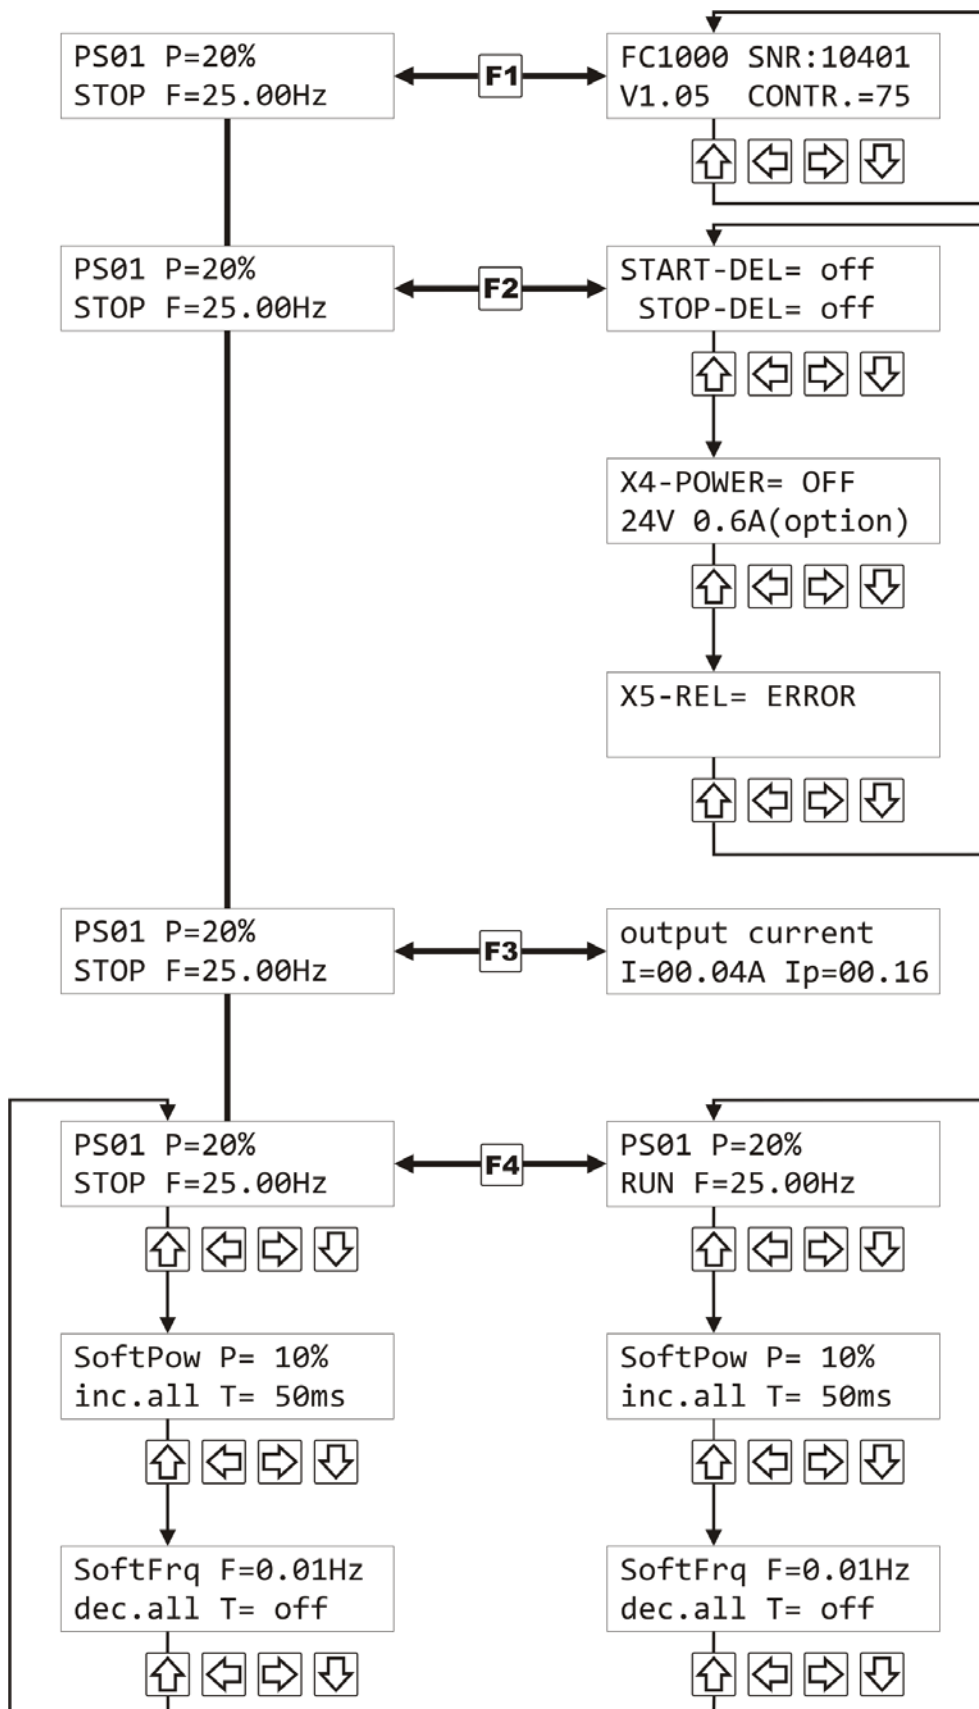 PS01 P=20%
STOP F=25.00Hz
F1
FC1000 SNR:10401
V1.05 CONTR.=75
PS01 P=20%
STOP F=25.00Hz
F2
START-DEL= off
STOP-DEL= off
X4-POWER= OFF
24V 0.6A(option)
X5-REL= ERROR
PS01 P=20%
STOP F=25.00Hz
F3
output current
I=00.04A Ip=00.16
PS01 P=20%
STOP F=25.00Hz
F4
PS01 P=20%
RUN F=25.00Hz
SoftPow P= 10%
inc.all T= 50ms
SoftPow P= 10%
inc.all T= 50ms
SoftFrq F=0.01Hz
dec.all T= off
SoftFrq F=0.01Hz
dec.all T= off